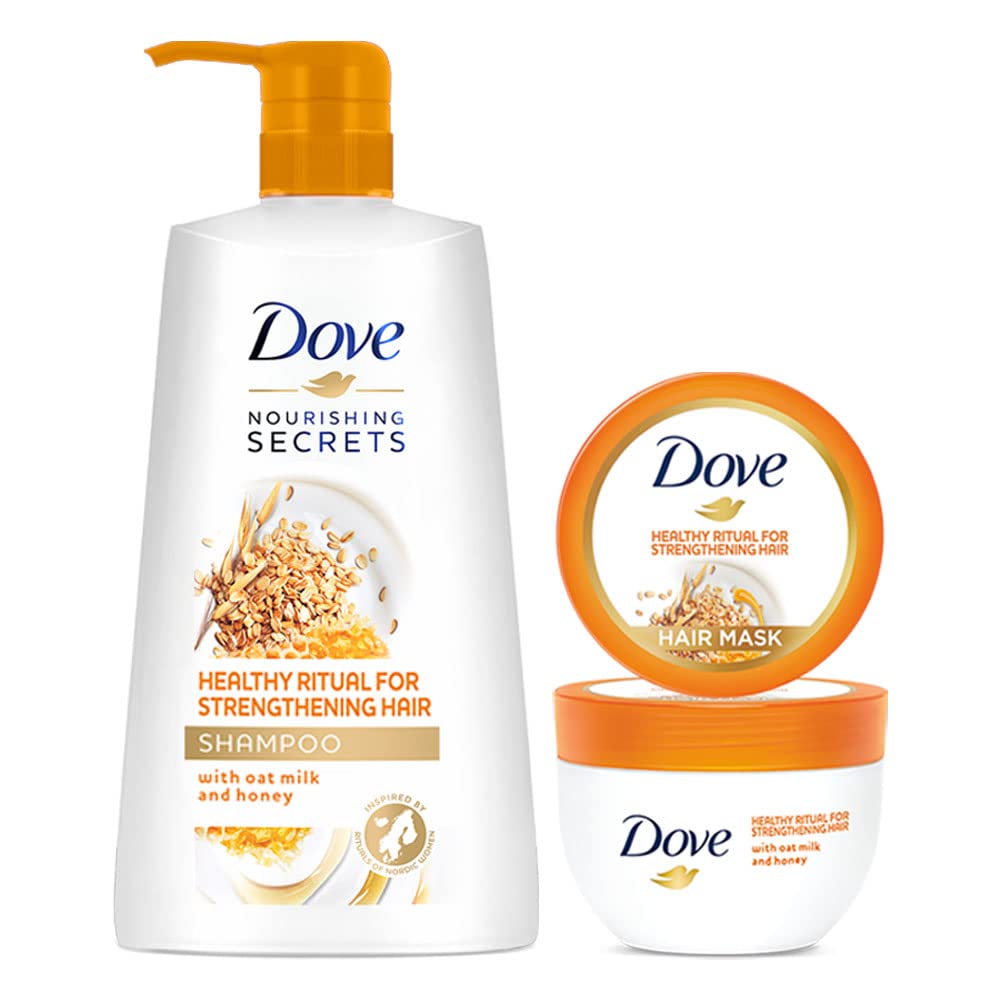 Dove
NOURISHING
SECRETS
HEALTHY RITUAL FOR
STRENGTHENING HAIR
SHAMPOO
with oat milk
and honey
INSPIRED BY
RITUALS OF NORDIC WOMEN
Dove
HEALTHY RITUAL FOR
STRENGTHENING HAIR
HAIR MASK
Dove
HEALTHY RITUAL FOR
STRENGTHENING HAIR
with oat milk
and honey